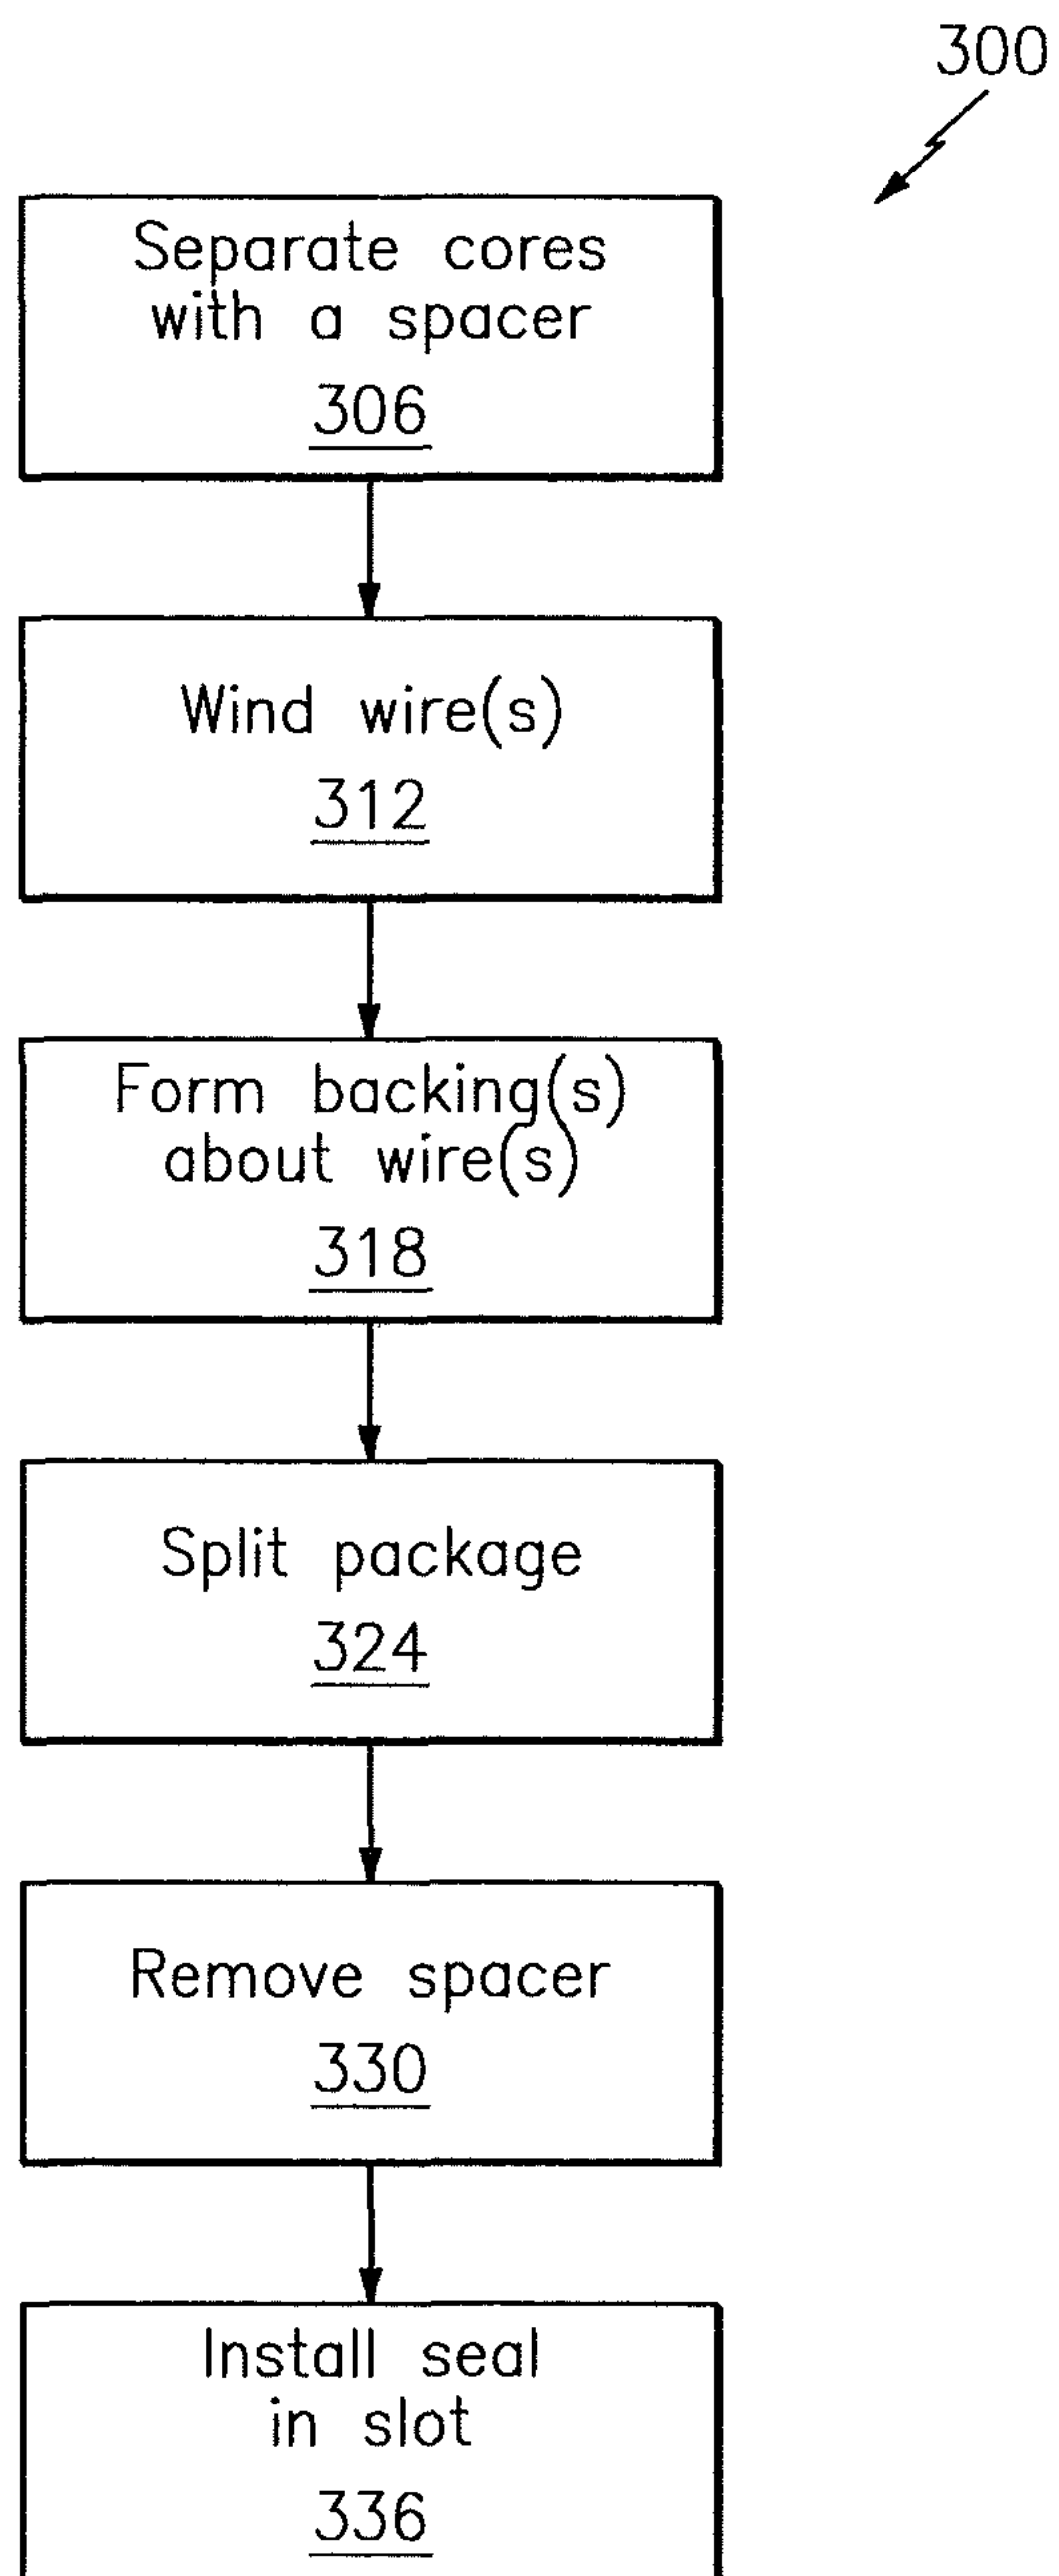 300
Separate cores
with a spacer
306
Wind wire(s)
312
Form backing(s)
about wire(s)
318
Split package
324
Remove spacer
330
Install seal
in slot
336